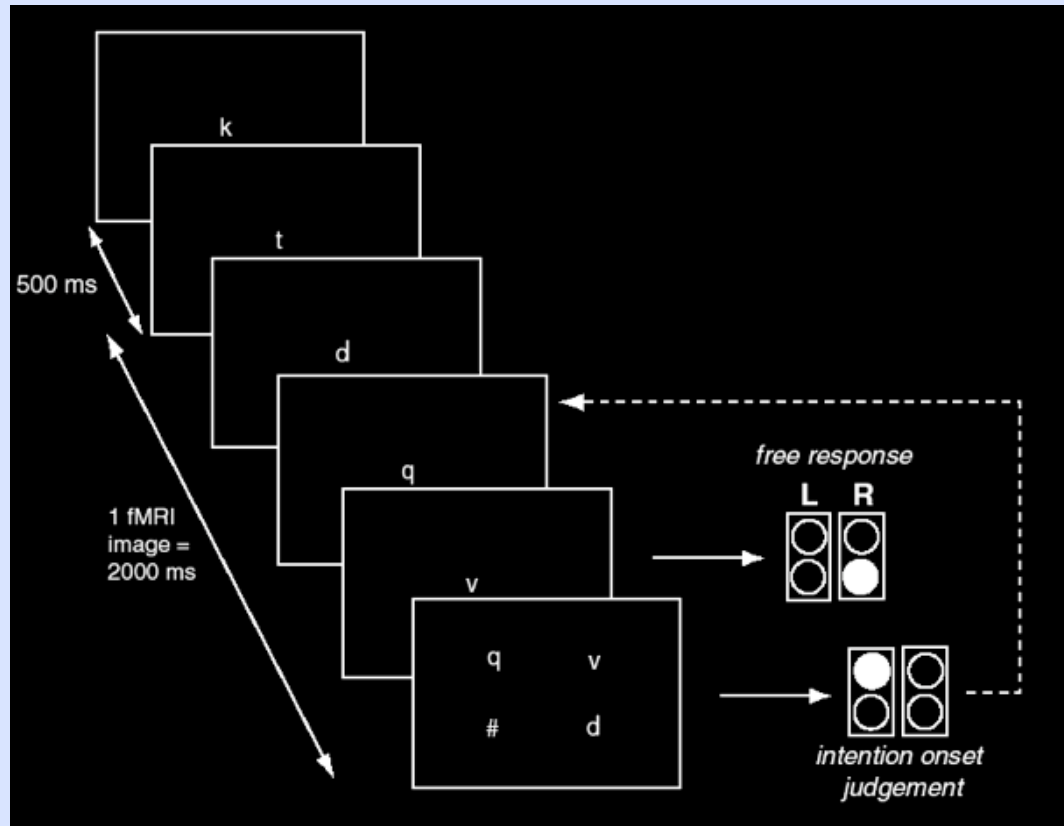 k
t
500 ms
d
free response
L R
q
1 fMRI
image =
2000 ms
v
q v
# d
intention onset
judgement